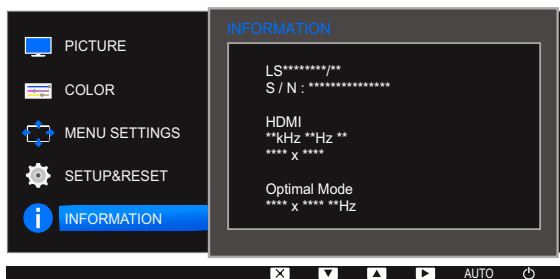 PICTURE
COLOR
MENU SETTINGS
SETUP&RESET
INFORMATION
INFORMATION
LS********/**
S / N : ***************
HDMI
**kHz **Hz **
**** x ****
Optimal Mode
**** x **** **Hz
AUTO